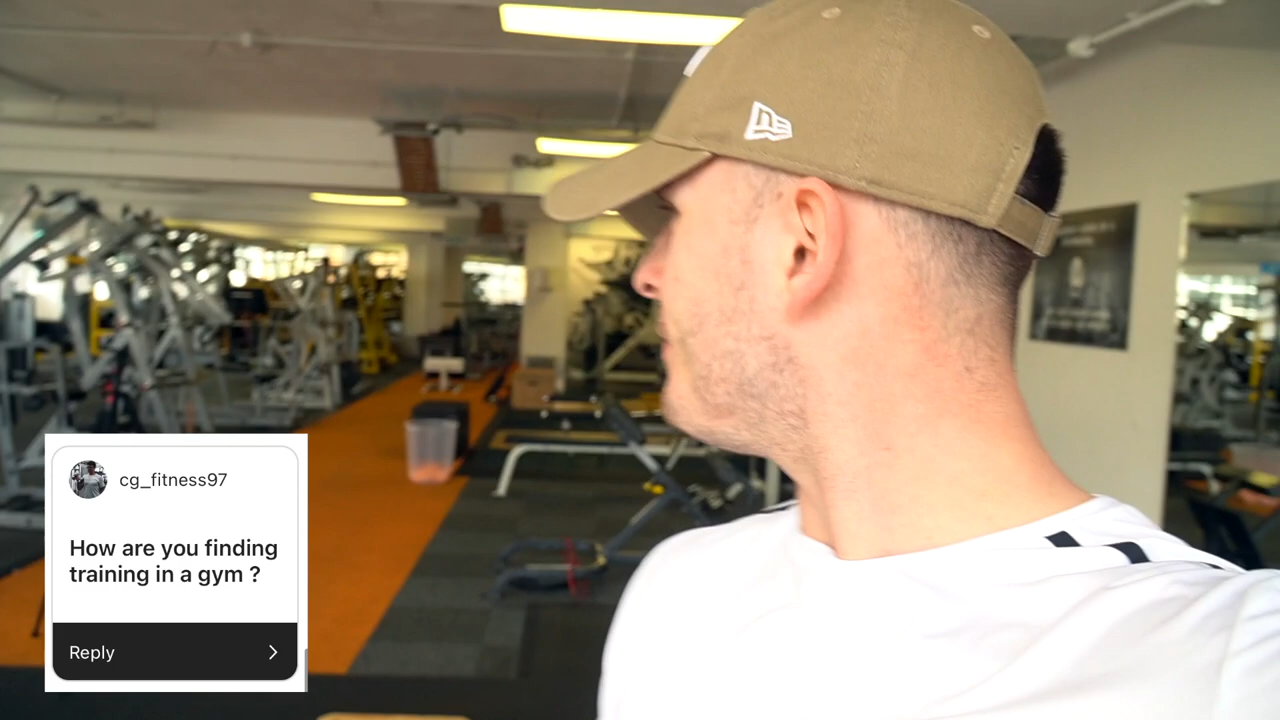 cg_fitness97
How are you finding
training in a gym ?
Reply